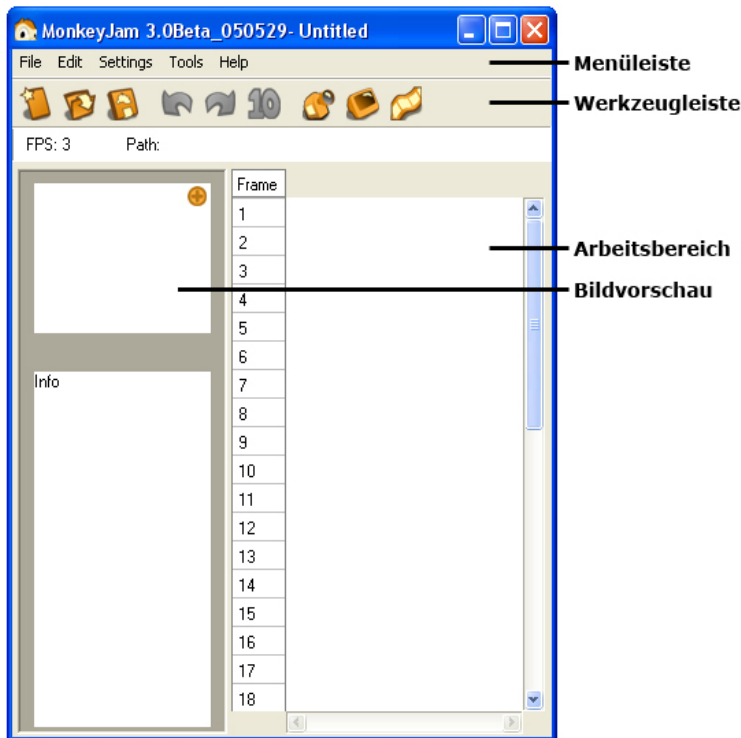 MonkeyJam 3.0Beta_050529- Untitled
File Edit Settings Tools Help
Menüleiste
10
Werkzeugleiste
FPS: 3 Path:
Frame
1
2
3
4
5
6
7
8
9
10
11
12
13
14
15
16
17
18
Info
Arbeitsbereich
Bildvorschau